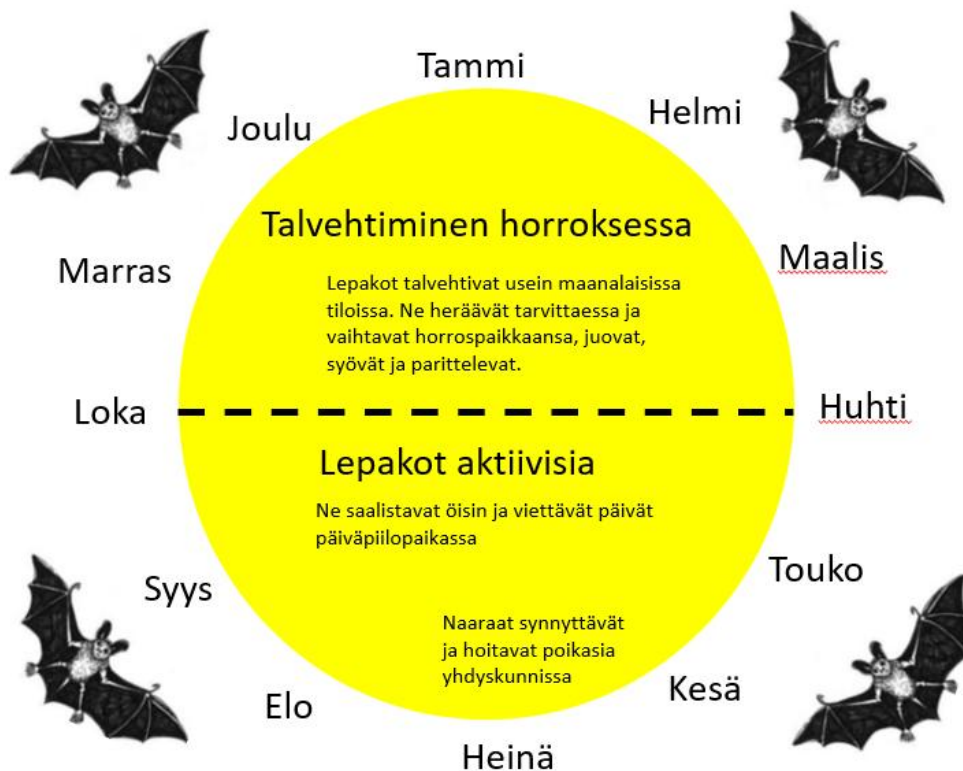 Tammi
Helmi
Joulu
Talvehtiminen horroksessa
Marras
Maalis
Lepakot talvehtivat usein maanalaisissa
tiloissa. Ne heräävät tarvittaessa ja
vaihtavat horrospaikkaansa, juovat,
syövät ja parittelevat.
Loka
Huhti
Lepakot aktiivisia
Ne saalistavat öisin ja viettävät päivät
päiväpiilopaikassa
Syys
Touko
Naaraat synnyttävät
ja hoitavat poikasia
yhdyskunnissa
Elo
Kesä
Heinä